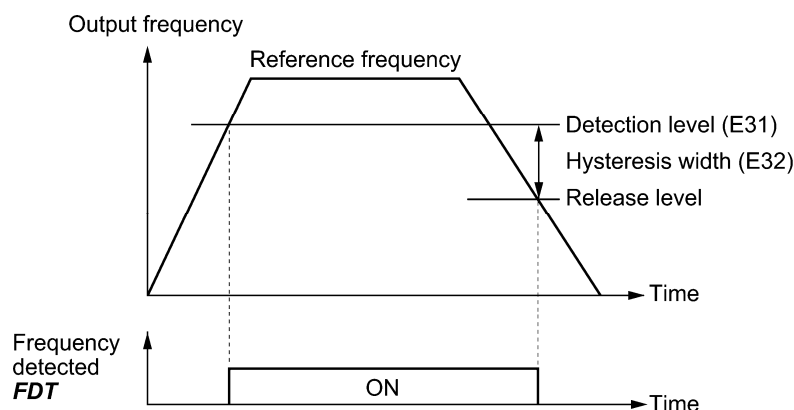 Output frequency
Reference frequency
Detection level (E31)
Hysteresis width (E32)
Release level
Time
Frequency
detected
FDT
ON
Time